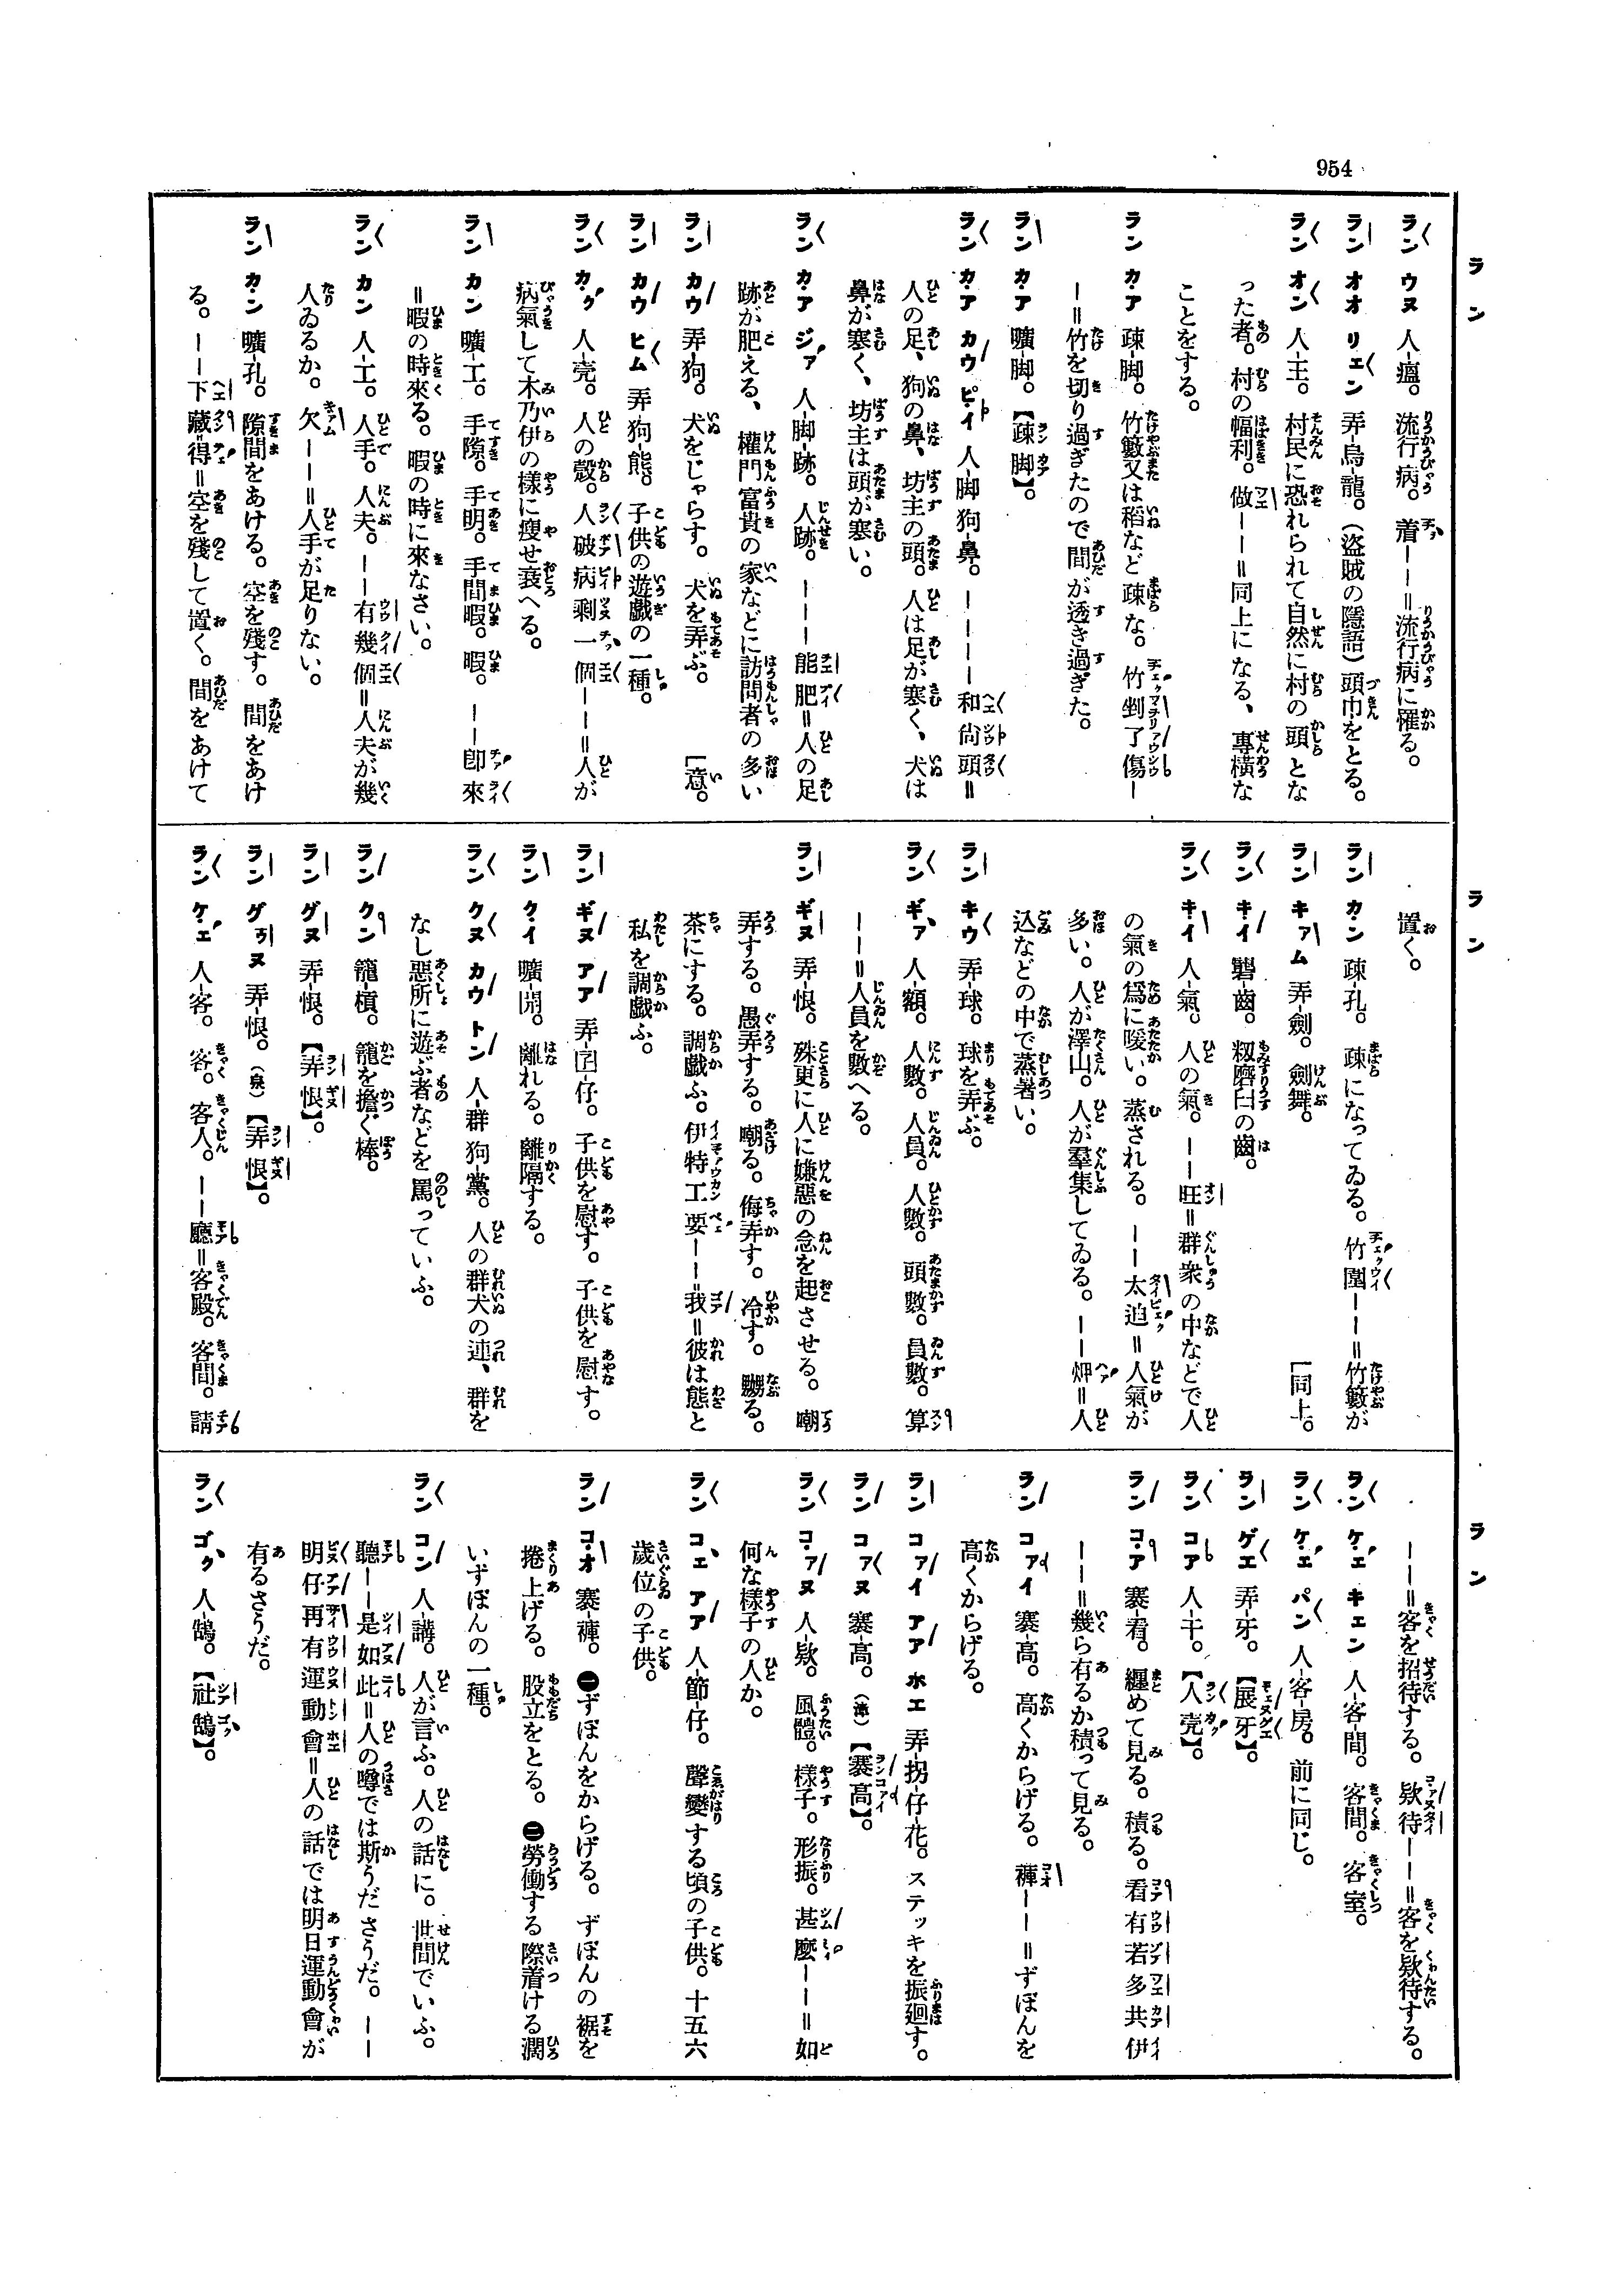 954
ラン
ラン ウヌ 人-瘟。流行病。着ーー=流行病に罹る。
ラン オオ リェン 弄-烏-龍。(盜賊の隱語)頭巾をとる。
ラン オン 人-主。村民に恐れられて自然に村の頭とな
った者。村の幅利。做ーー=同上になる、專橫な
ことをする。
ラン カ・ア 疎-脚。竹籔又は稻など疎な。竹剉了傷ー
ー=竹を切り過ぎたので間が透き過ぎた。
ラン カ・ア 曠-脚。【疎脚】。
ラン カ・ア カウ ピ・イ 人-脚 狗-鼻。ーーーー和尙頭=
人の足、狗の鼻、坊主の頭。人は足が寒く、犬は
鼻が寒く、坊主は頭が寒い。
ラン カ・ア ジァ 人-脚-跡。人跡。ーーー能肥=人の足
跡が肥える、權門富貴の家などに訪問者の多い
ラン カウ 弄-狗。犬をじゃらす。犬を弄ぶ。 [意。
ラン カウ ヒム 弄-狗-熊。子供の遊戲の一種。
ラン カ・ク 人-壳。人の殼。人破病剩一個ーー=人が
病氣して木乃伊の樣に瘦せ衰へる。
ラン カン 曠-工。手隙。手明。手間暇。暇。ーー卽來
=暇の時來る。暇の時に來なさい。
ラン カン 人-工。人手。人夫。ーー有幾個=人夫が幾
人ゐるか。欠ーー=人手が足りない。
ラン カ・ン 曠-孔。隙間をあける。空を殘す。間をあけ
る。ーー下藏得=空を殘して置く。間をあけて
ラン
置く。
ラン カ・ン 疎-孔。疎になってゐる。竹圍ーー=竹籔が
ラン キァム 弄-劍。劍舞。 [同上。
ラン キ・イ 礱-齒。籾磨臼の齒。
ラン キ・イ 人-氣。人の氣。ーー旺=群衆の中などで人
の氣の爲に暖い。蒸される。ーー太迫=人氣が
多い。人が澤山。人が羣集してゐる。ーー炠=人
込などの中で蒸暑い。
ラン キウ 弄-球。球を弄ぶ。
ラン ギァ 人-額。人數。人員。人數。頭數。員數。算
ーー=人員を數へる。
ラン ギヌ 弄-恨。殊更に人に嫌惡の念を起させる。嘲
弄する。愚弄する。嘲る。侮弄す。冷す。嬲る。
茶にする。調戲ふ。伊特工要ーー我=彼は態と
私を調戲ふ。
ラン ギヌ アア 弄-囝-仔。子供を慰す。子供を慰す。
ラン ク・イ 曠-開。離れる。離隔する。
ラン クヌ カウ トン 人-群 狗-黨。人の群犬の連、群を
なし惡所に遊ぶ者などを罵っていふ。
ラン クン 籠-槓。籠を擔ぐ棒。
ラン グヌ 弄-恨。【弄恨】。
ラン グウヌ 弄-恨。(泉)【弄恨】。
ラン ケ・ェ 人-客。客。客人。ーー廳=客殿。客間。請
ラン
ーー=客を招待する。欵待ーー=客を欵待する。
ラン ケ・ェ キェン 人-客-間。客間。客室。
ラン ケ・ェ パン 人-客-房。前に同じ。
ラン ゲエ 弄-牙。【展牙】。
ラン コア 人-干。【人壳】。
ラン コ・ア 褰-看。纏めて見る。積る。看有若多共伊
ーー=幾ら有るか積って見る。
ラン コァイ 褰-高。高くからげる。褲ーー=ずぼんを
高くからげる。
ラン コァイ アア ホエ 弄-拐-仔-花。ステッキを振廻す。
ラン コァヌ 褰-高。(漳)【褰高】。
ラン コ・ァヌ 人-欵。風體。樣子。形振。甚麼ーー=如
何な樣子の人か。
ラン コェ アア 人-節-仔。聲變する頃の子供。十五六
歲位の子供。
ラン コ・オ 褰-褲。㊀ずぼんをからげる。ずぼんの裾を
捲上げる。股立をとる。㊁勞働する際着ける潤
いずぼんの一種。
ラン コン 人-講。人が言ふ。人の話に。世間でいふ。
聽ーー是如此=人の噂では斯うださうだ。ーー
明仔再有運動會=人の話では明日運動會が
有るさうだ。
ラン ゴ・ク 人-鵠。【社鵠】。